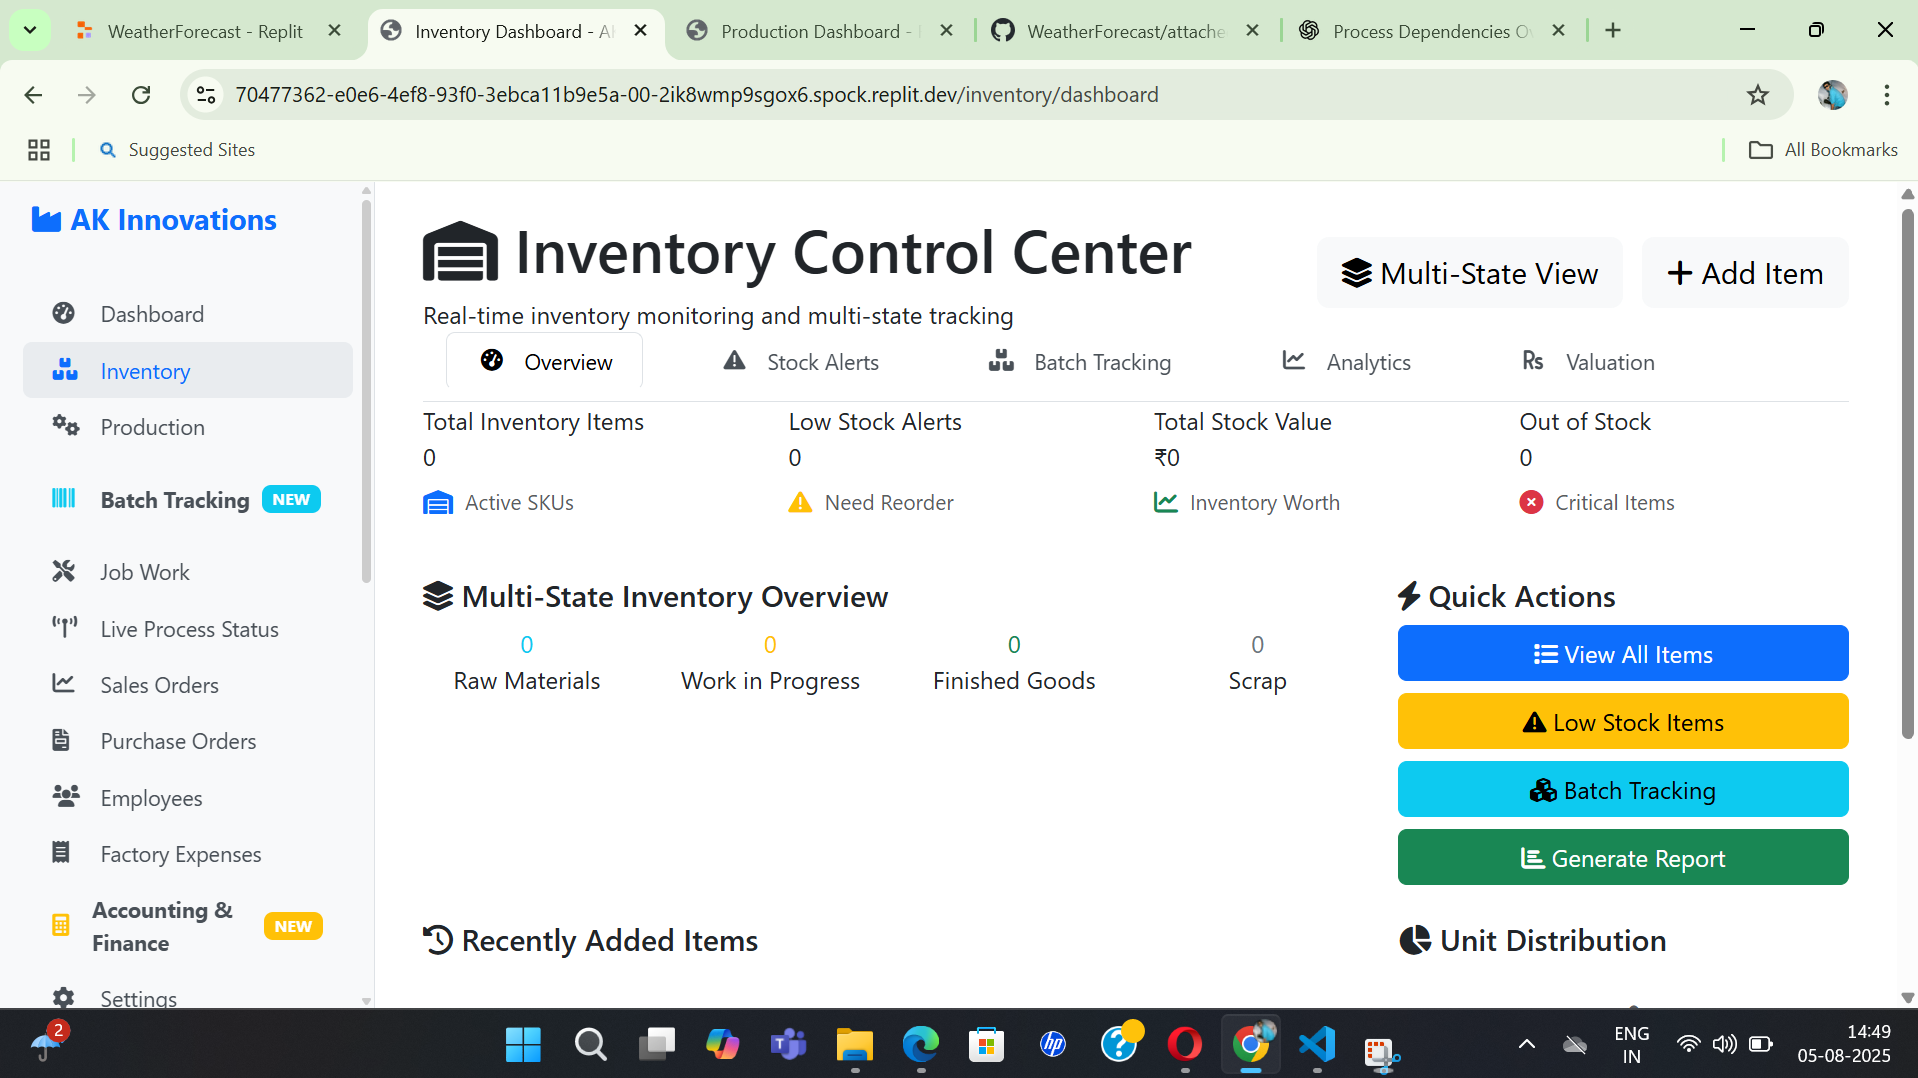 WeatherForecast - Replit
Inventory Dashboard - A
Production Dashboard -
WeatherForecast/attache
Process Dependencies O
70477362-e0e6-4ef8-93f0-3ebca11b9e5a-00-2ik8wmp9sgox6.spock.replit.dev/inventory/dashboard
Suggested Sites
All Bookmarks
AK Innovations
Dashboard
Inventory
Production
Batch Tracking NEW
Job Work
Live Process Status
Sales Orders
Purchase Orders
Employees
Factory Expenses
Accounting &
Finance
NEW
Settings
Inventory Control Center
Real-time inventory monitoring and multi-state tracking
Multi-State View
Add Item
Overview
Stock Alerts
Batch Tracking
Analytics
Rs Valuation
Total Inventory Items
0
Active SKUs
Low Stock Alerts
0
Need Reorder
Total Stock Value
₹0
Inventory Worth
Out of Stock
0
Critical Items
Multi-State Inventory Overview
0
Raw Materials
0
Work in Progress
0
Finished Goods
0
Scrap
Quick Actions
View All Items
Low Stock Items
Batch Tracking
Generate Report
Recently Added Items
Unit Distribution
2
hp
ENG
IN
14:49
05-08-2025